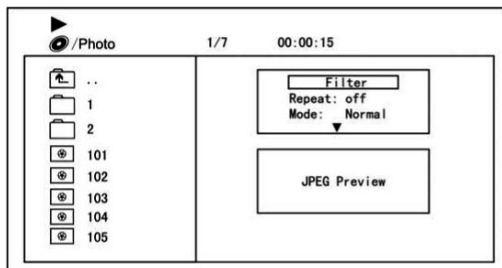 /Photo 1/7 00:00:15
..
1
2
101
102
103
104
105
Filter
Repeat: off
Mode: Normal
JPEG Preview